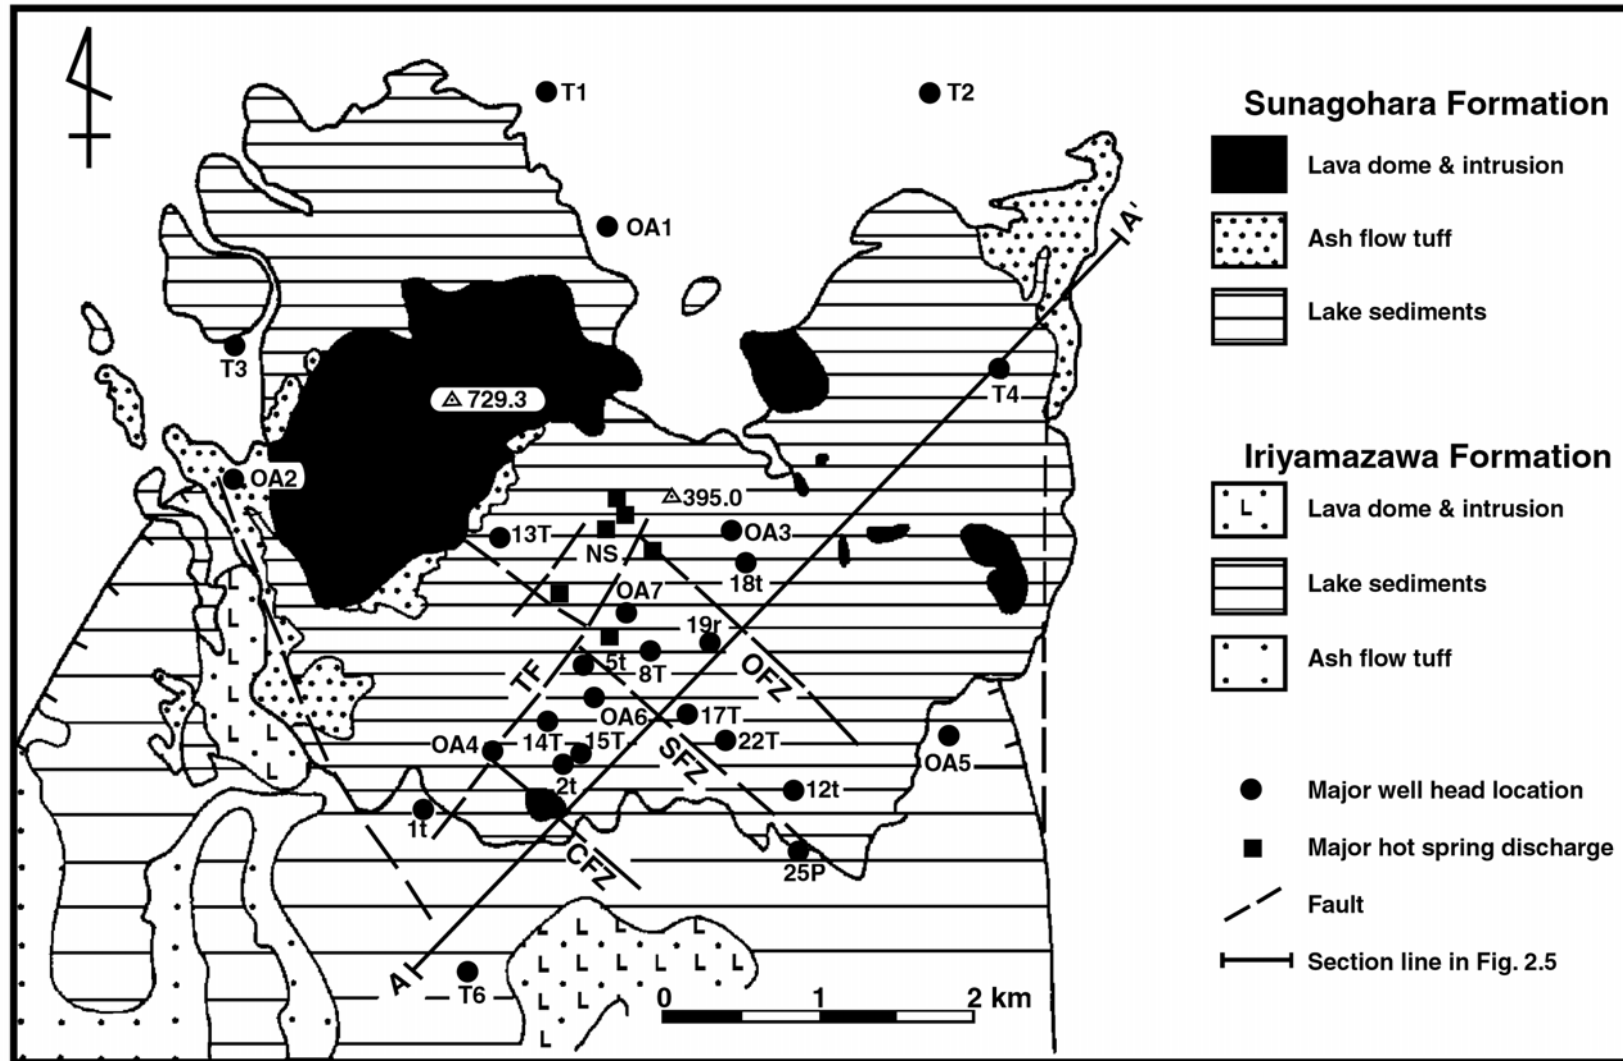 T1
T2
Sunagohara Formation
Lava dome & intrusion
A'
OA1
Ash flow tuff
Lake sediments
T3
T4
729.3
Iriyamazawa Formation
OA2
395.0
L
Lava dome & intrusion
13T
OA3
NS
18t
L
OA7
Lake sediments
L
19r
5t
8T
L
TF
OFZ
Ash flow tuff
L
OA6
17T
L
L
OA4
14T
15T
SFZ
22T
OA5
L
2t
12t
Major well head location
1t
CFZ
25P
Major hot spring discharge
Fault
L L L L
L L L L L L
Section line in Fig. 2.5
A
T6
L L
0 1 2 km
L